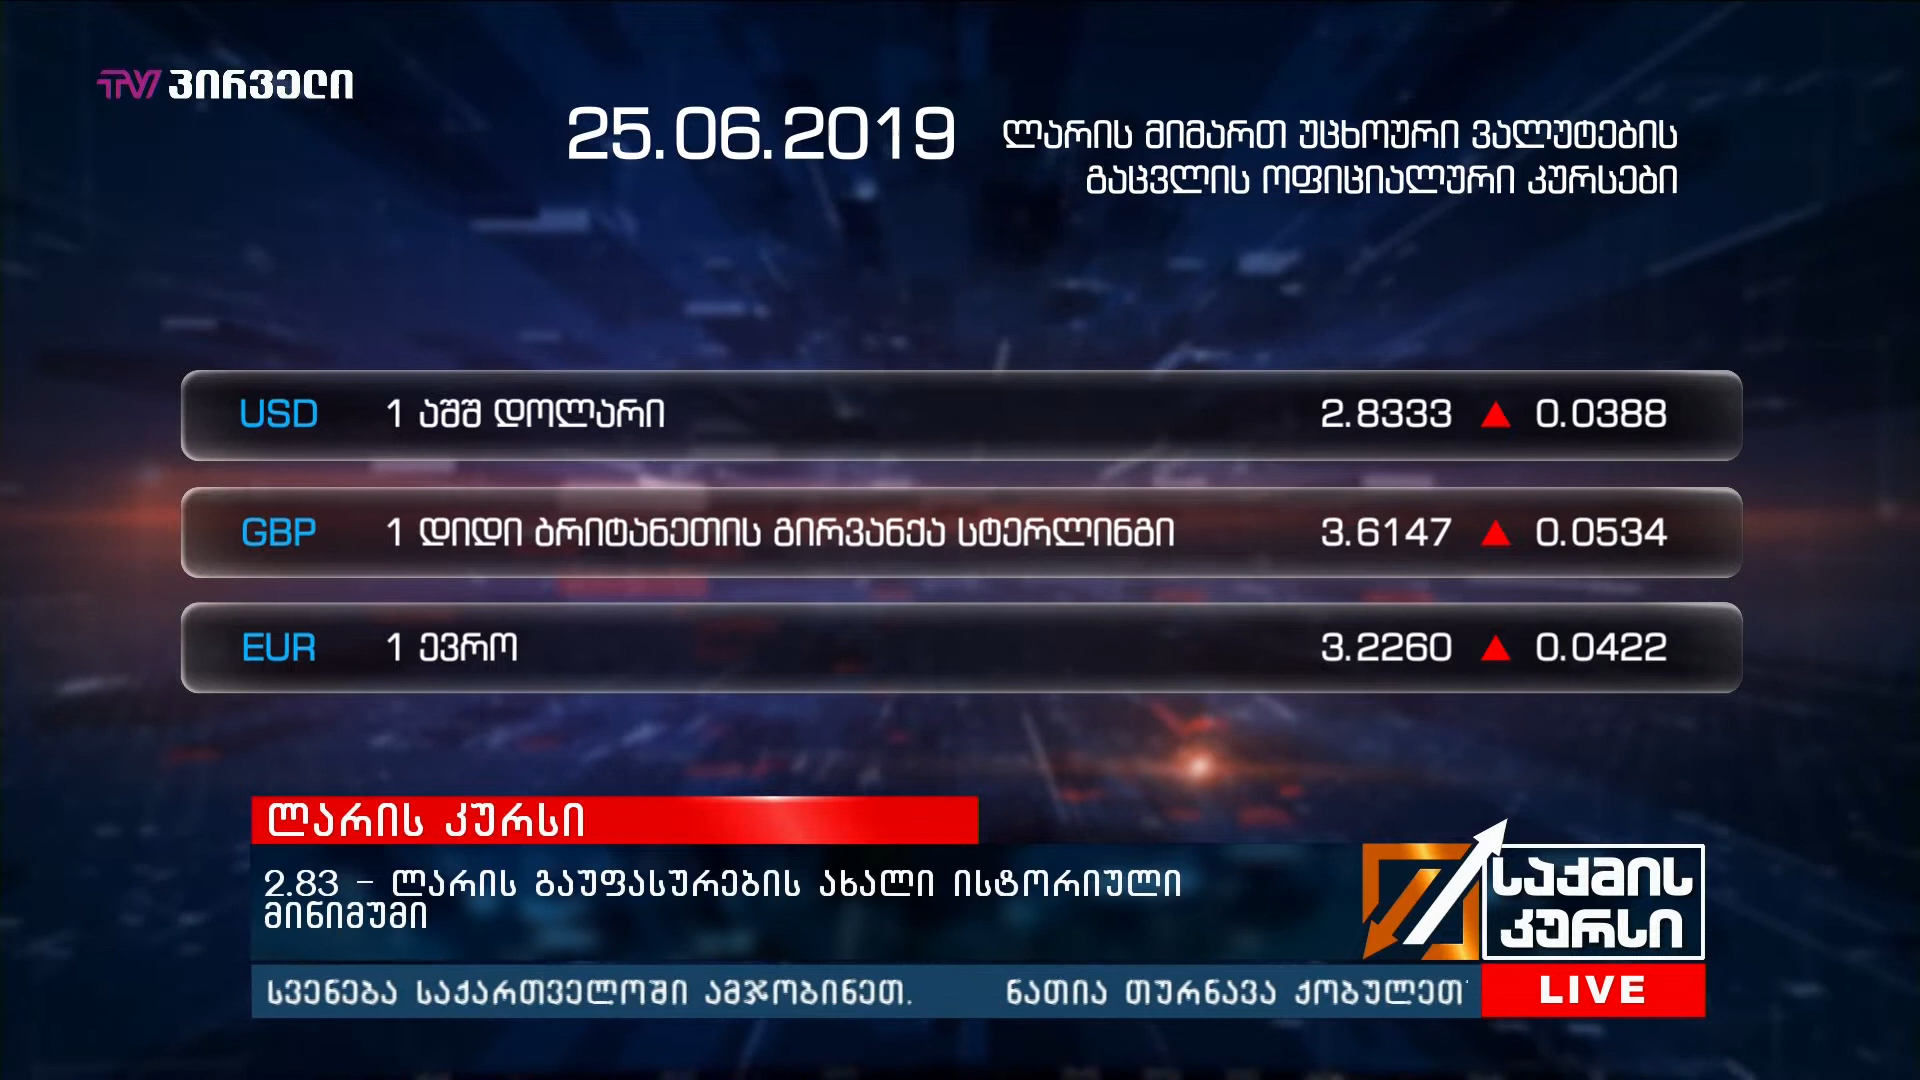 TV პირველი
25.06.2019
ლარის მიმართ უცხოური ვალუტების
გაცვლის ოფიციალური კურსები
USD 1 აშშ დოლარი 2.8333 ▲ 0.0388
GBP 1 დიდი ბრიტანეთის გირვანქა სტერლინგი 3.6147 ▲ 0.0534
EUR 1 ევრო 3.2260 ▲ 0.0422
ლარის კურსი
2.83 – ლარის გაუფასურების ახალი ისტორიული
მინიმუმი
საქმის
კურსი
სვენება საქართველოში ამჯობინეთ. ნათია თურნავა ქობულეთ
LIVE